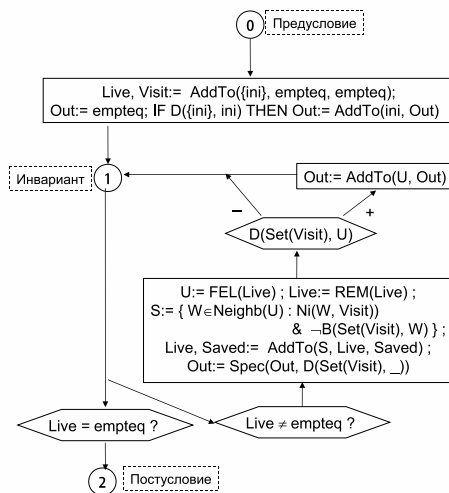 0
Предусловие
Live, Visit:= AddTo({ini}, empteq, empteq);
Out:= empteq; IF D({ini}, ini) THEN Out:= AddTo(ini, Out)
Инвариант
1
Out:= AddTo(U, Out)
– +
D(Set(Visit), U)
U:= FEL(Live) ; Live:= REM(Live) ;
S:= { W∈Neighb(U) : Ni(W, Visit))
& ¬B(Set(Visit), W) } ;
Live, Saved:= AddTo(S, Live, Saved) ;
Out:= Spec(Out, D(Set(Visit), _))
Live = empteq ?
Live ≠ empteq ?
2
Постусловие